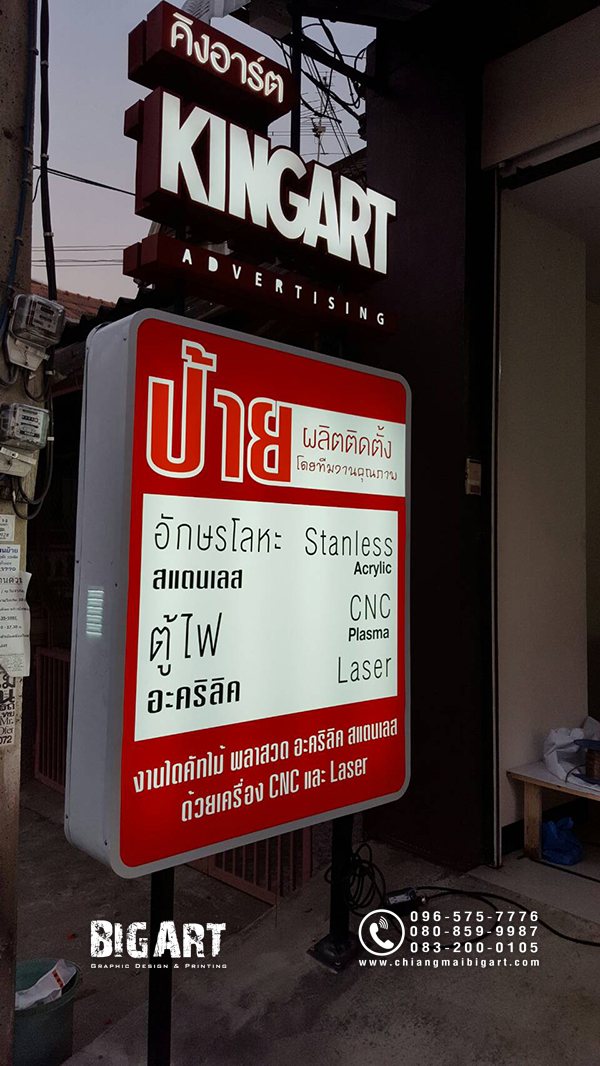 คิงอาร์ต
KINGART
ADVERTISING
ป้าย
ผลิตติดตั้ง
โดยทีมงานคุณภาพ
อักษรโลหะ
สแตนเลส
ตู้ไฟ
อะคริลิค
Stanless
Acrylic
CNC
Plasma
Laser
งานไดคัทไม้ พลาสวูด อะคริลิค สแตนเลส
ด้วยเครื่อง CNC และ Laser
BIGART
GRAPHIC DESIGN & PRINTING
096-575-7776
080-859-9987
083-200-0105
www.chiangmaibigart.com